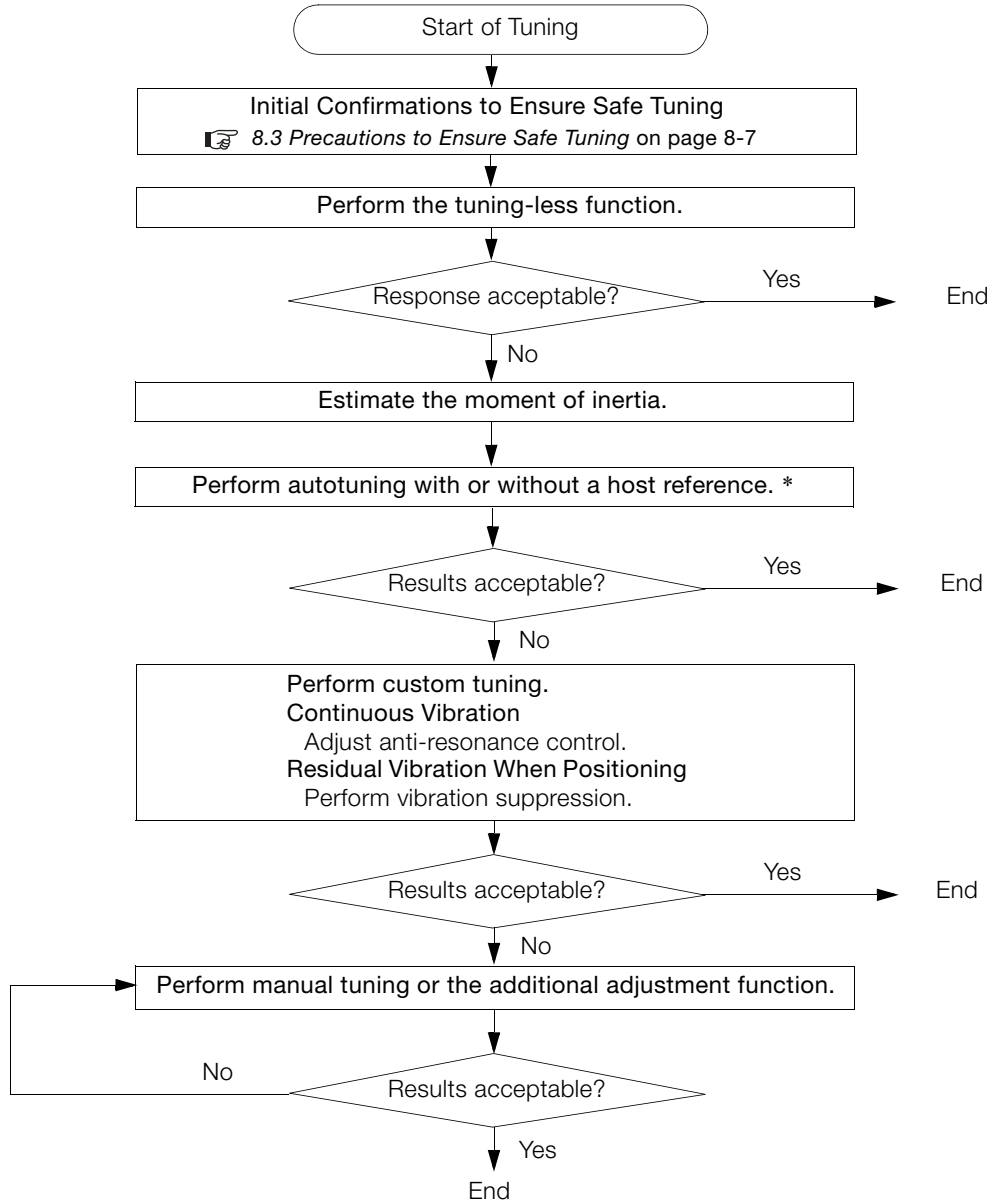 Start of Tuning
Initial Confirmations to Ensure Safe Tuning
8.3 Precautions to Ensure Safe Tuning on page 8-7
Perform the tuning-less function.
Response acceptable?
Yes
End
No
Estimate the moment of inertia.
Perform autotuning with or without a host reference. *
Results acceptable?
Yes
End
No
Perform custom tuning.
Continuous Vibration
Adjust anti-resonance control.
Residual Vibration When Positioning
Perform vibration suppression.
Results acceptable?
Yes
End
No
Perform manual tuning or the additional adjustment function.
No
Results acceptable?
Yes
End